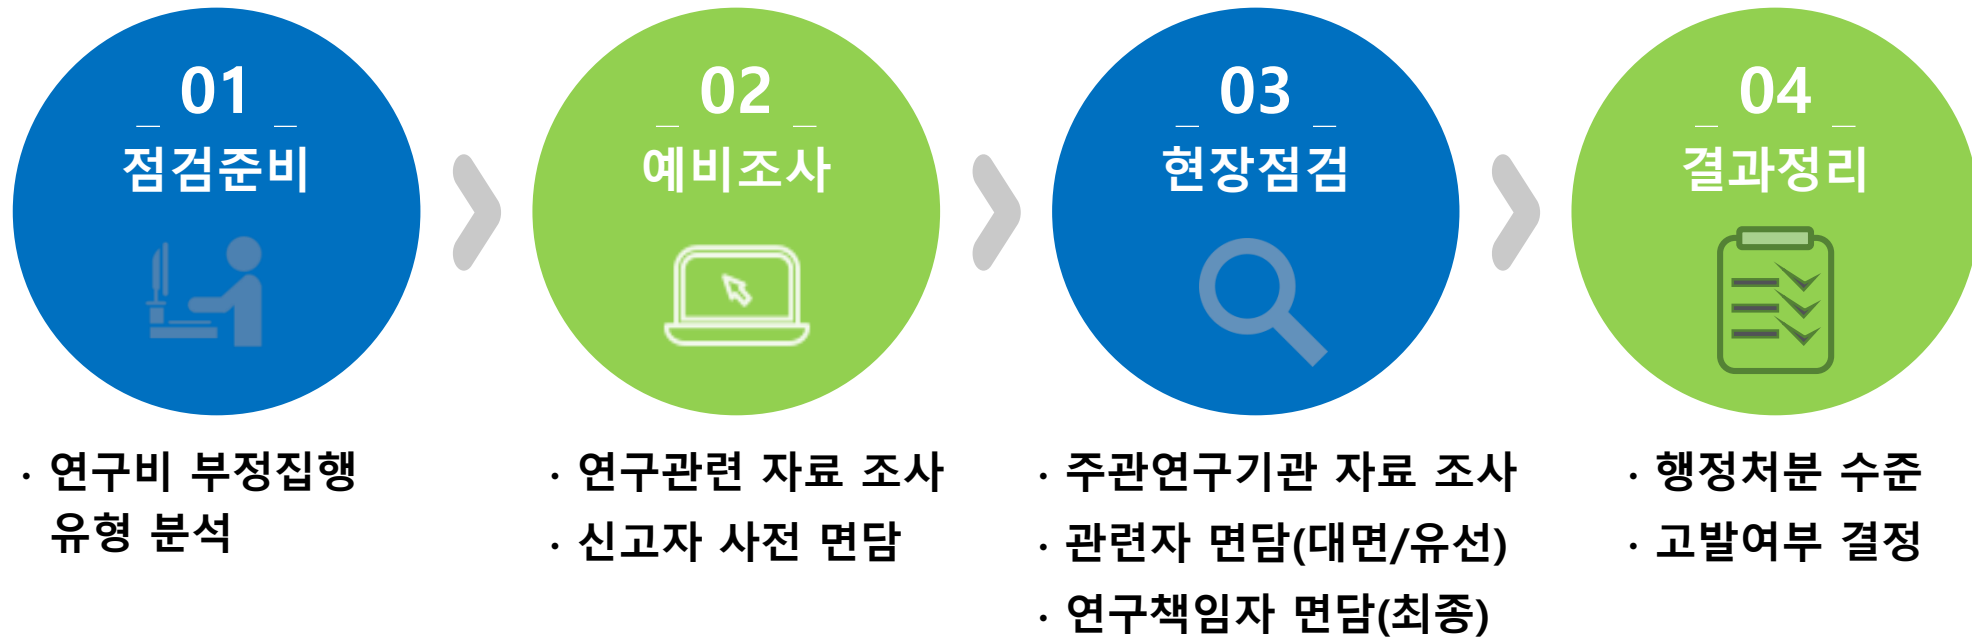 01
점검준비
· 연구비 부정집행
유형 분석
02
예비조사
· 연구관련 자료 조사
· 신고자 사전 면담
03
현장점검
· 주관연구기관 자료 조사
· 관련자 면담(대면/유선)
· 연구책임자 면담(최종)
04
결과정리
· 행정처분 수준
· 고발여부 결정